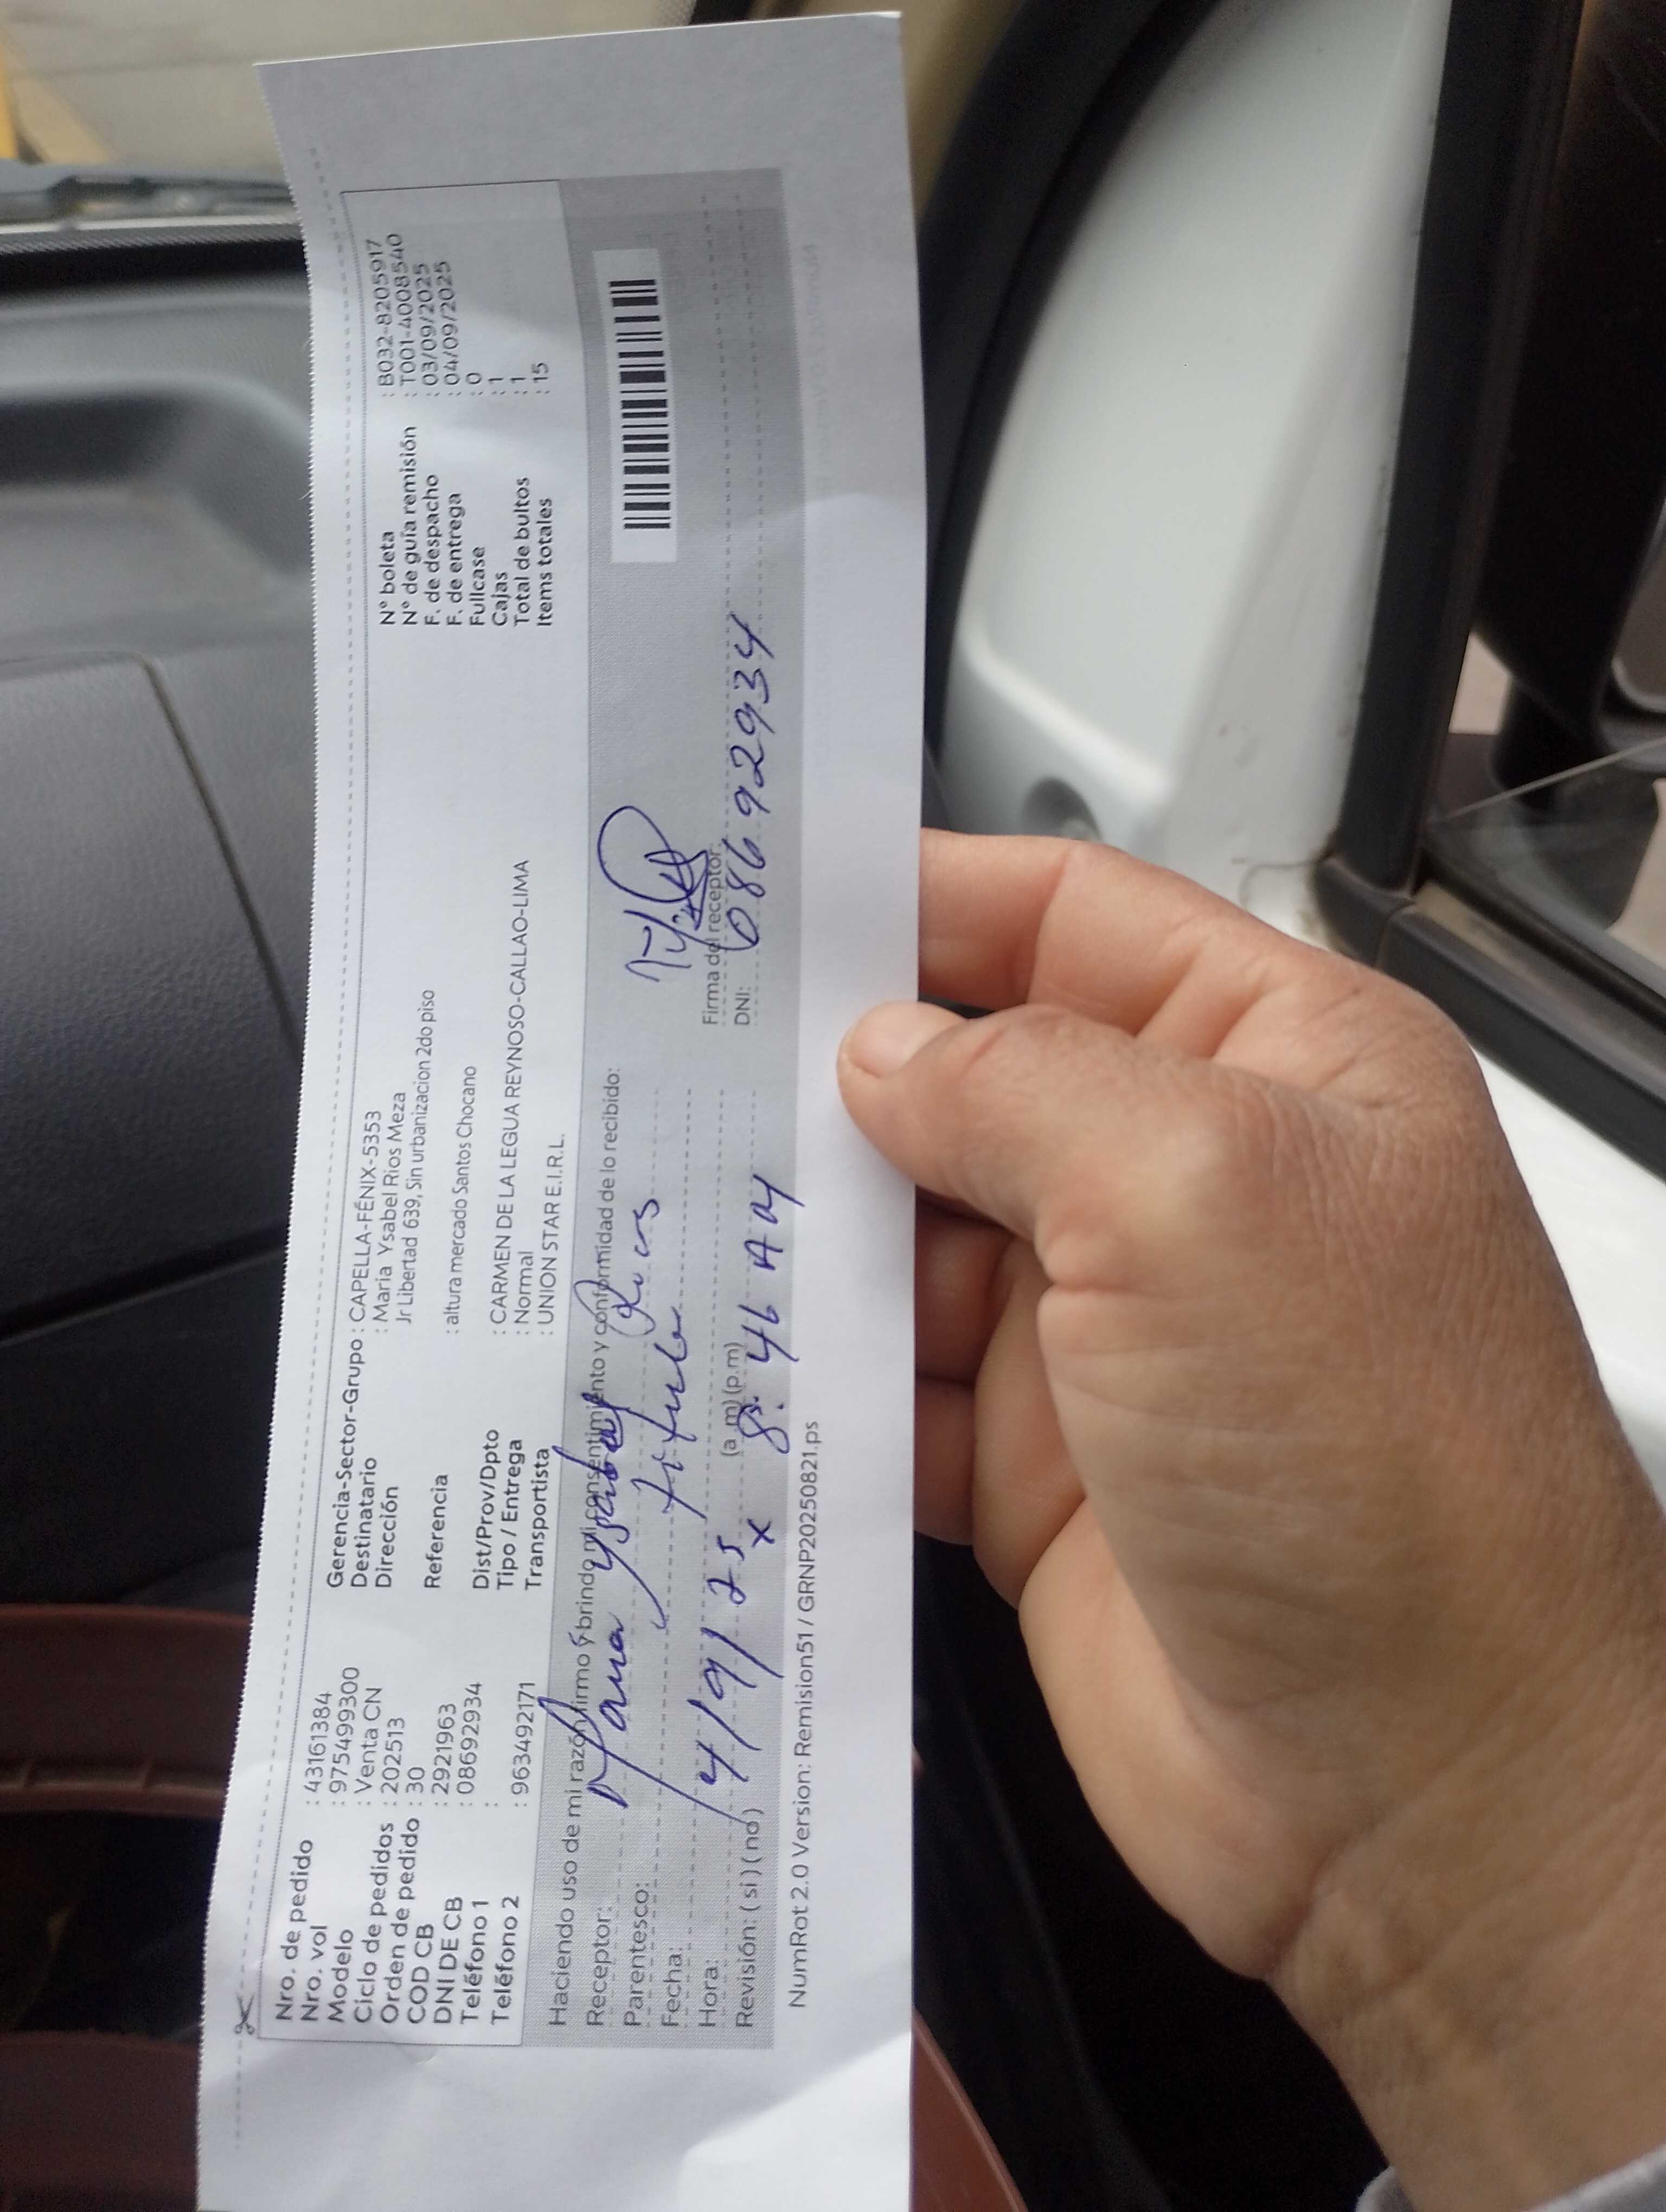 Nro. de pedido : 43161384
Nro. vol : 9754499300
Modelo : Venta CN
Ciclo de pedidos : 202513
Orden de pedido : 30
COD CB : 2921963
DNI DE CB : 08692934
Teléfono 1 :
Teléfono 2 : 963492171
Gerencia-Sector-Grupo : CAPELLA-FÉNIX-5353
Destinatario : Maria Ysabel Rios Meza
Dirección Jr Libertad 639, Sin urbanizacion 2do piso
Referencia : altura mercado Santos Chocano
Dist/Prov/Dpto : CARMEN DE LA LEGUA REYNOSO-CALLAO-LIMA
Tipo / Entrega : Normal
Transportista : UNION STAR E.I.R.L.
N° boleta : B032-8205917
N° de guía remisión : T001-4008540
F. de despacho : 03/09/2025
F. de entrega : 04/09/2025
Fullcase : 0
Cajas : 1
Total de bultos : 1
Items totales : 15
Haciendo uso de mi razón firmo y brindo mi consentimiento y conformidad de lo recibido:
Receptor: Maria Ysabel Rios
Parentesco: titular
Fecha: 4/9/25
Hora: (a.m) (p.m) 8:46 AM
Revisión: (si) (no) x
Firma del receptor:
DNI: 08692934
NumRot 2.0 Version: Remision51 / GRNP20250821.ps